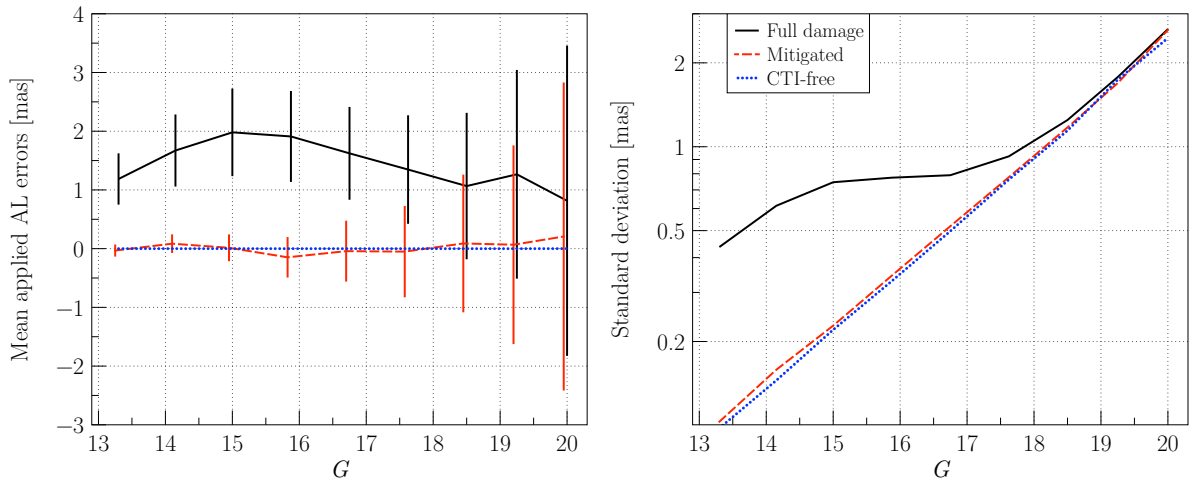 Mean applied AL errors [mas]
4
3
2
1
0
−1
−2
−3
13 14 15 16 17 18 19 20
G
Standard deviation [mas]
2
1
0.5
0.2
Full damage
Mitigated
CTI-free
13 14 15 16 17 18 19 20
G